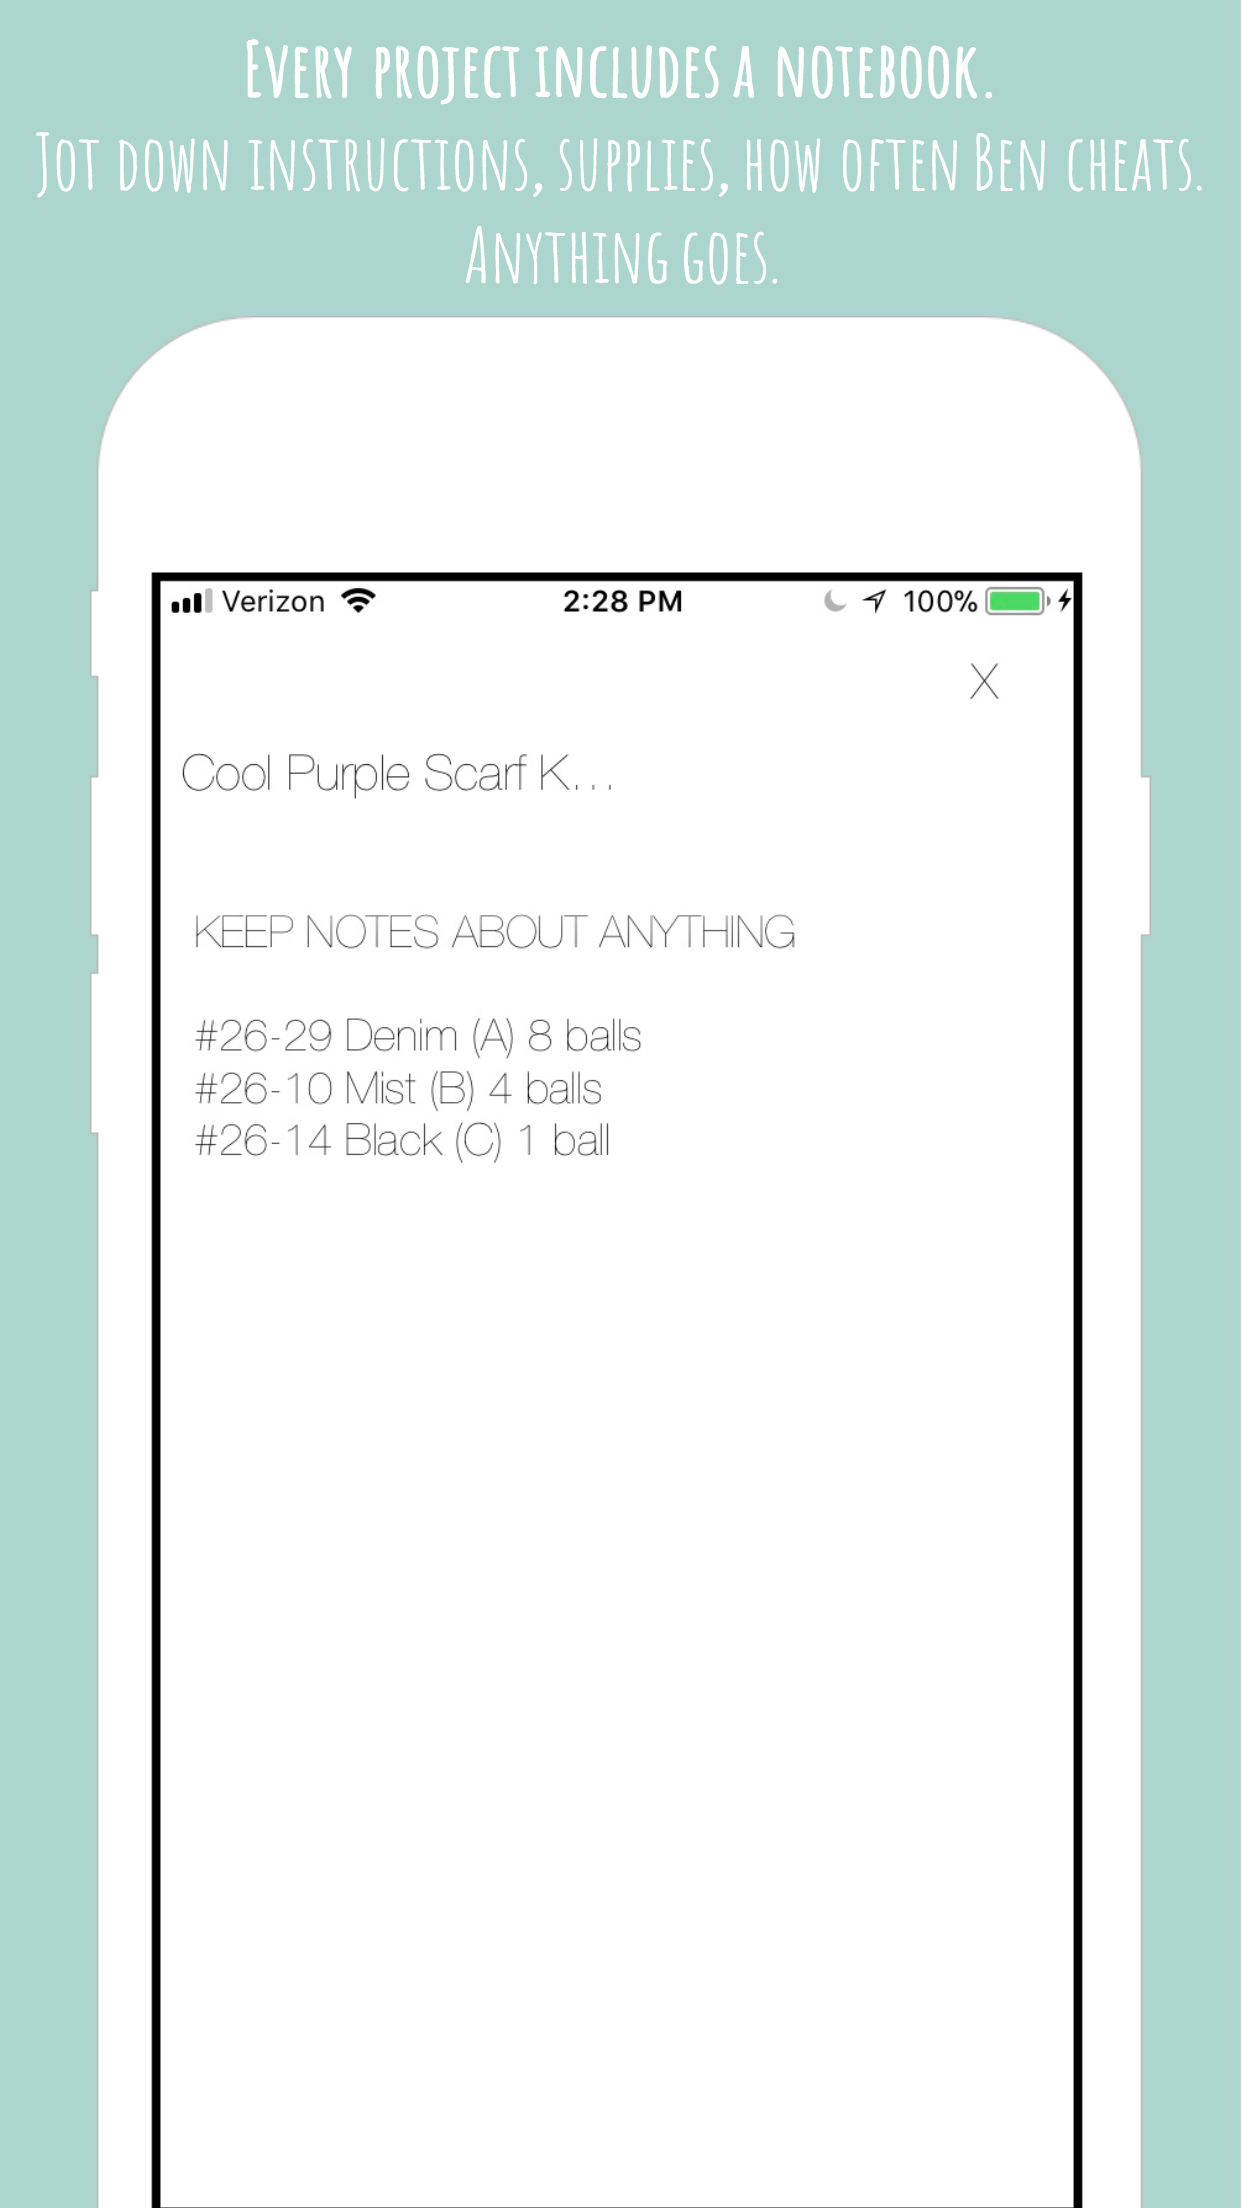 Every project includes a notebook.
Jot down instructions, supplies, how often Ben cheats.
Anything goes.
Verizon 2:28 PM 100%
X
Cool Purple Scarf K...
KEEP NOTES ABOUT ANYTHING
#26-29 Denim (A) 8 balls
#26-10 Mist (B) 4 balls
#26-14 Black (C) 1 ball